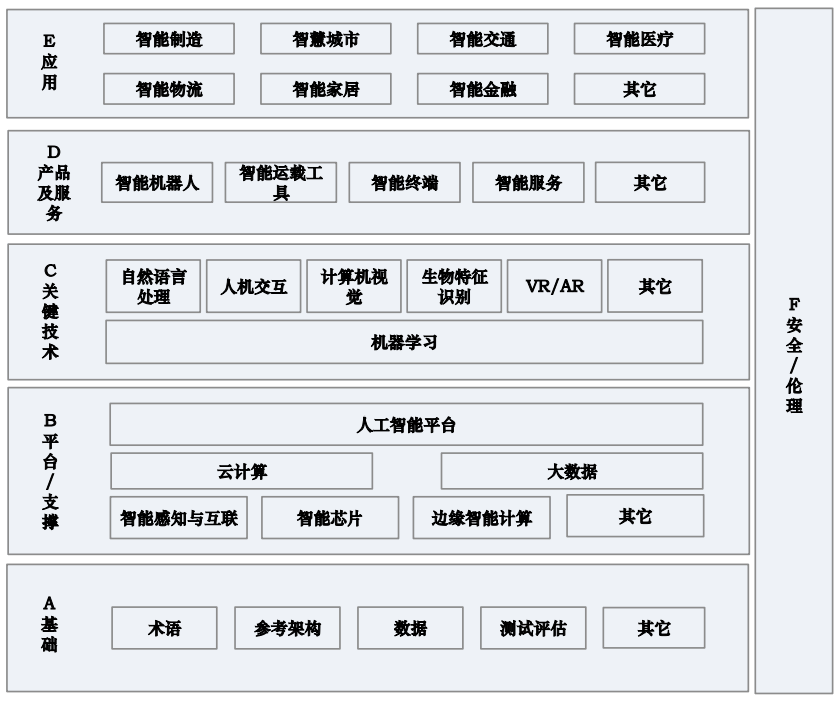 E
应
用
智能制造
智慧城市
智能交通
智能医疗
智能物流
智能家居
智能金融
其它
D
产品
及服
务
智能机器人
智能运载工
具
智能终端
智能服务
其它
C
关
键
技
术
自然语言
处理
人机交互
计算机视
觉
生物特征
识别
VR/AR
其它
机器学习
B
平
台
/
支
撑
人工智能平台
云计算
大数据
智能感知与互联
智能芯片
边缘智能计算
其它
A
基
础
术语
参考架构
数据
测试评估
其它
F
安
全
/
伦
理